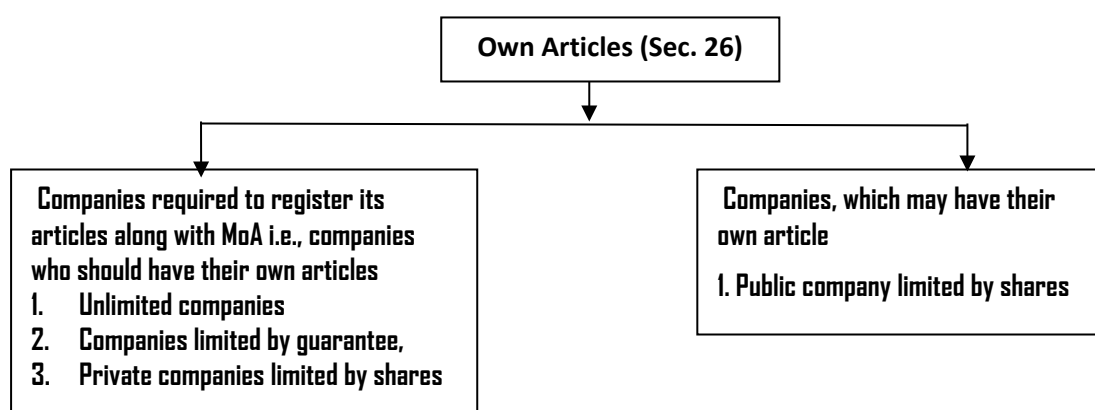 Own Articles (Sec. 26)
Companies required to register its
articles along with MoA i.e., companies
who should have their own articles
1. Unlimited companies
2. Companies limited by guarantee,
3. Private companies limited by shares
Companies, which may have their
own article
1. Public company limited by shares